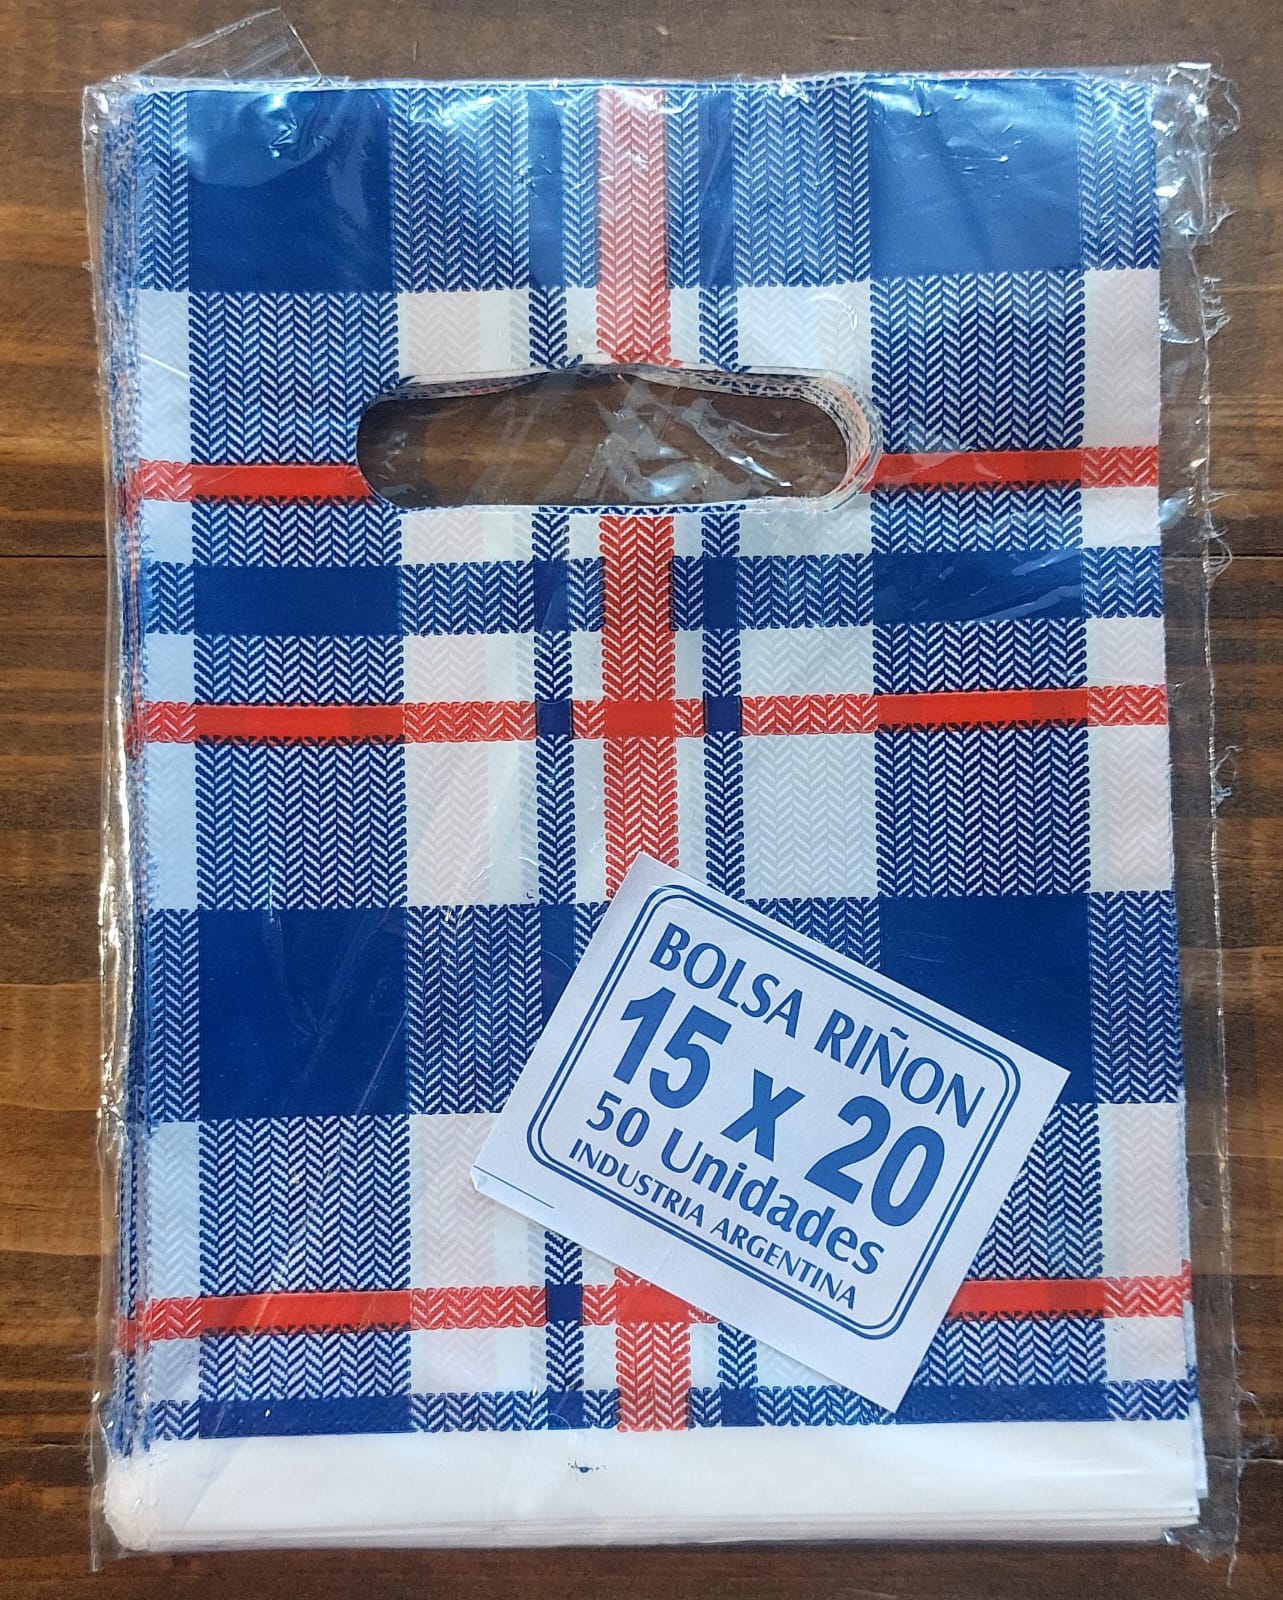 BOLSA RIÑON
15 x 20
50 Unidades
INDUSTRIA ARGENTINA